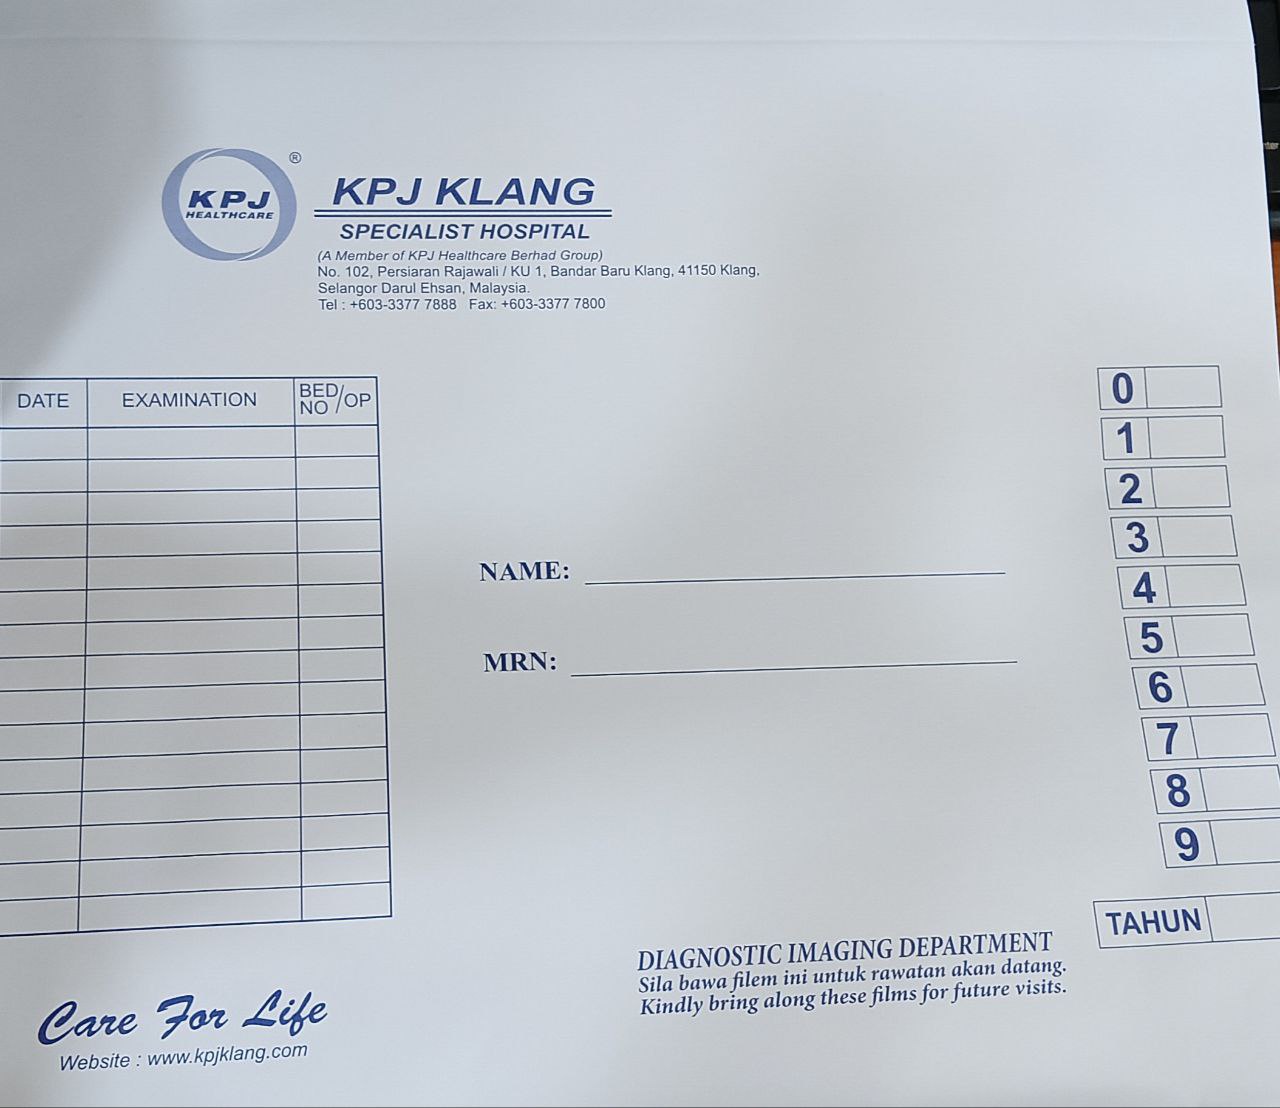 KPJ
HEALTHCARE
®
KPJ KLANG
SPECIALIST HOSPITAL
(A Member of KPJ Healthcare Berhad Group)
No. 102, Persiaran Rajawali / KU 1, Bandar Baru Klang, 41150 Klang,
Selangor Darul Ehsan, Malaysia.
Tel : +603-3377 7888 Fax: +603-3377 7800
DATE EXAMINATION BED NO /OP
NAME:
MRN:
0
1
2
3
4
5
6
7
8
9
TAHUN
DIAGNOSTIC IMAGING DEPARTMENT
Sila bawa filem ini untuk rawatan akan datang.
Kindly bring along these films for future visits.
Care For Life
Website : www.kpjklang.com